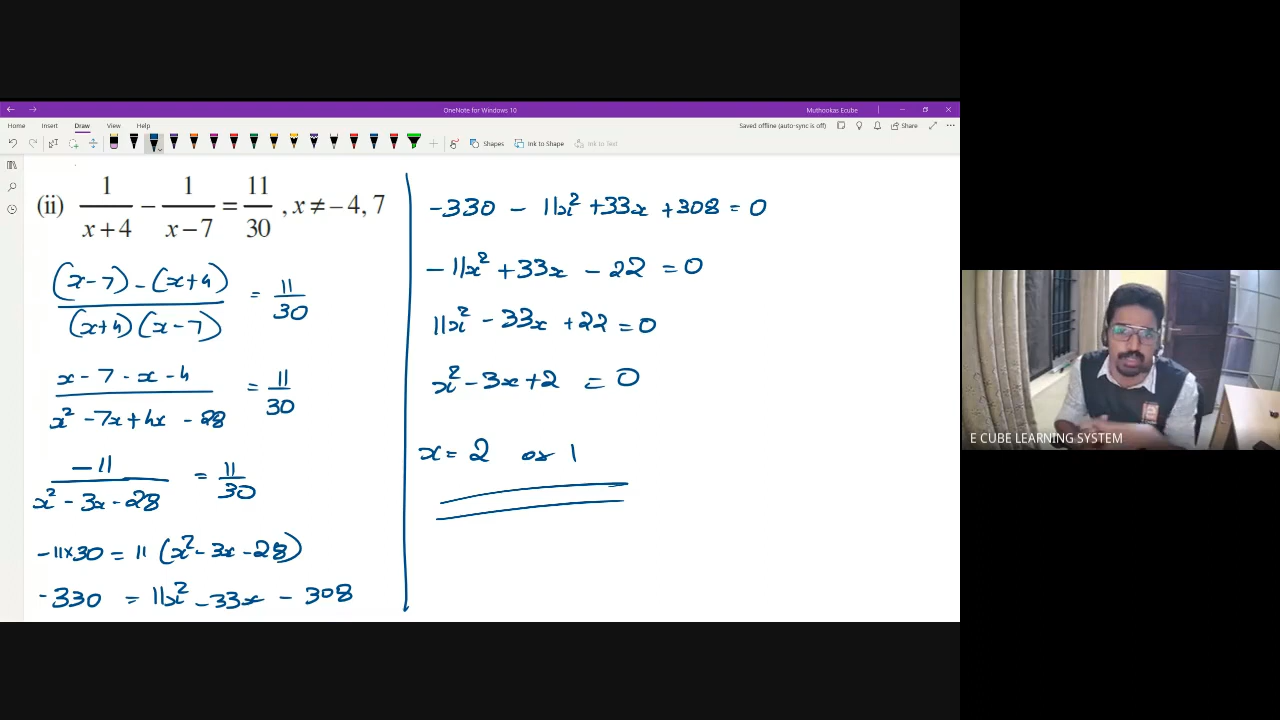 OneNote for Windows 10
Muthookas Ecube
Home Insert Draw View Help
Saved offline (auto-sync is off)
Share
Shapes
Ink to Shape
Ink to Text
(ii) 1/(x+4) − 1/(x−7) = 11/30 , x ≠ −4, 7
((x-7) - (x+4))/((x+4)(x-7)) = 11/30
(x-7-x-4)/(x² -7x+4x -28) = 11/30
-11/(x² - 3x - 28) = 11/30
-11×30 = 11 (x² - 3x - 28)
-330 = 11x² - 33x - 308
-330 - 11x² + 33x + 308 = 0
-11x² + 33x - 22 = 0
11x² - 33x + 22 = 0
x² - 3x + 2 = 0
x = 2 or 1
E CUBE LEARNING SYSTEM